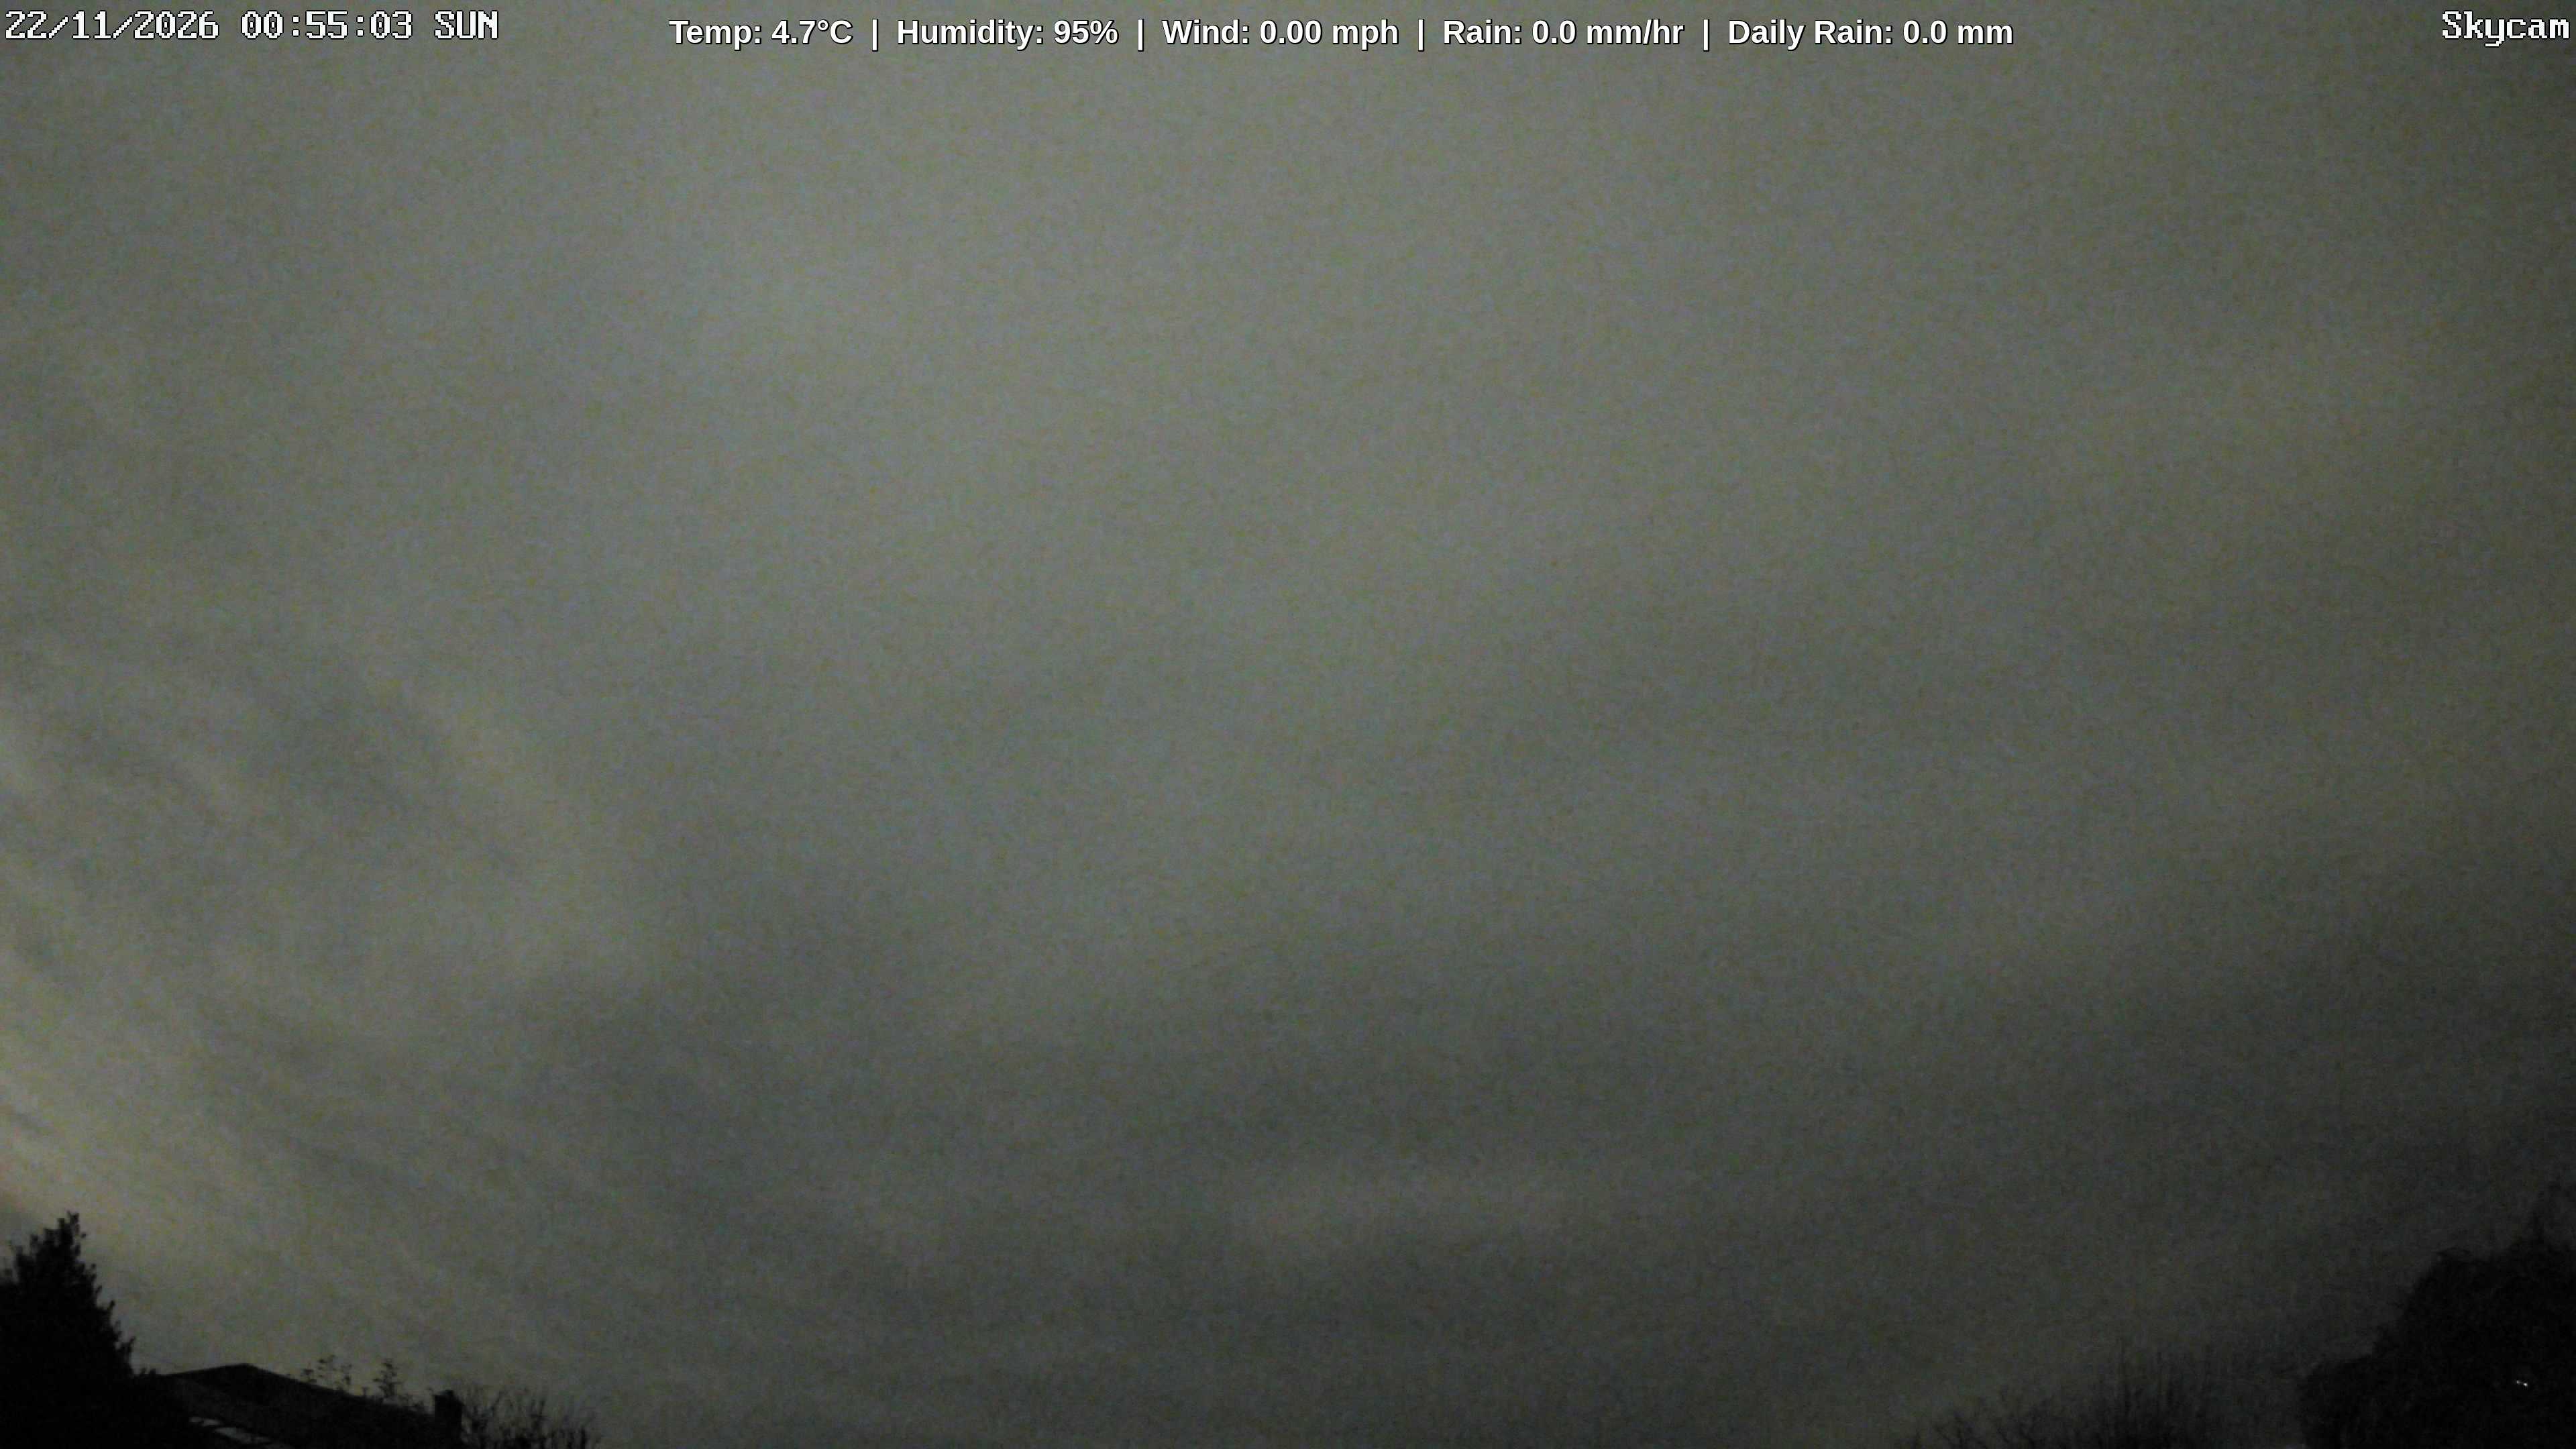 22/11/2026 00:55:03 SUN
Temp: 4.7°C | Humidity: 95% | Wind: 0.00 mph | Rain: 0.0 mm/hr | Daily Rain: 0.0 mm
Skycam